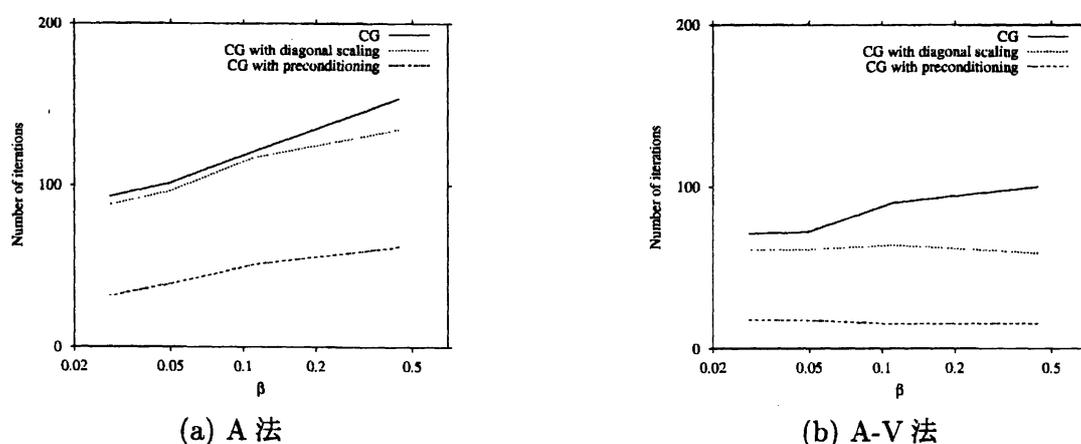 200
CG
CG with diagonal scaling
CG with preconditioning
Number of iterations
100
0
0.02 0.05 0.1 0.2 0.5
β
(a) A 法
200
CG
CG with diagonal scaling
CG with preconditioning
Number of iterations
100
0
0.02 0.05 0.1 0.2 0.5
β
(b) A-V 法